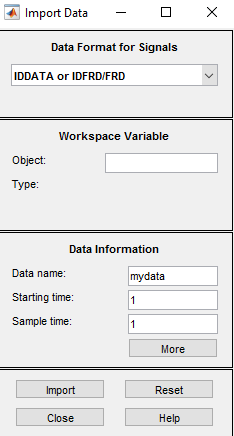 Import Data
Data Format for Signals
IDDATA or IDFRD/FRD
Workspace Variable
Object:
Type:
Data Information
Data name: mydata
Starting time: 1
Sample time: 1
More
Import Reset
Close Help